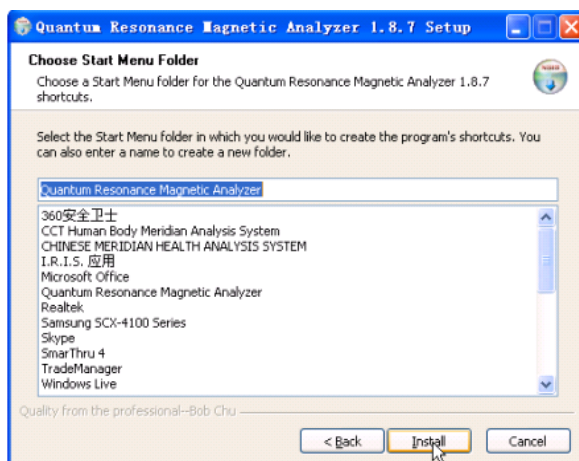 Quantum Resonance Magnetic Analyzer 1.8.7 Setup
Choose Start Menu Folder
Choose a Start Menu folder for the Quantum Resonance Magnetic Analyzer 1.8.7
shortcuts.
Select the Start Menu folder in which you would like to create the program's shortcuts. You
can also enter a name to create a new folder.
Quantum Resonance Magnetic Analyzer
360安全卫士
CCT Human Body Meridian Analysis System
CHINESE MERIDIAN HEALTH ANALYSIS SYSTEM
I.R.I.S. 应用
Microsoft Office
Quantum Resonance Magnetic Analyzer
Realtek
Samsung SCX-4100 Series
Skype
SmarThru 4
TradeManager
Windows Live
Quality from the professional--Bob Chu
< Back Install Cancel